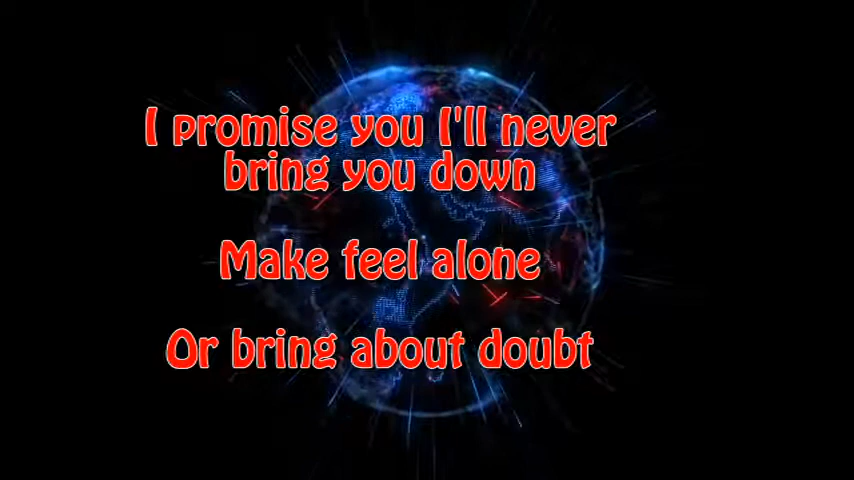 I promise you I'll never
bring you down
Make feel alone
Or bring about doubt